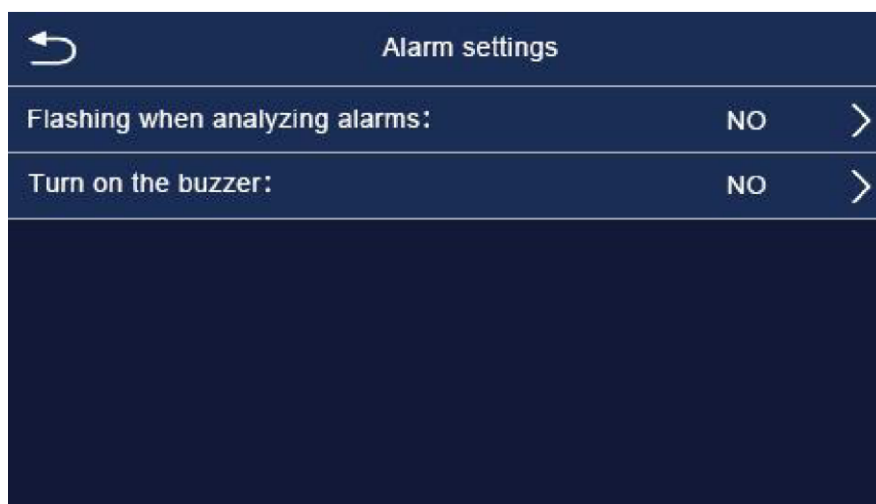 Alarm settings
Flashing when analyzing alarms: NO
Turn on the buzzer: NO